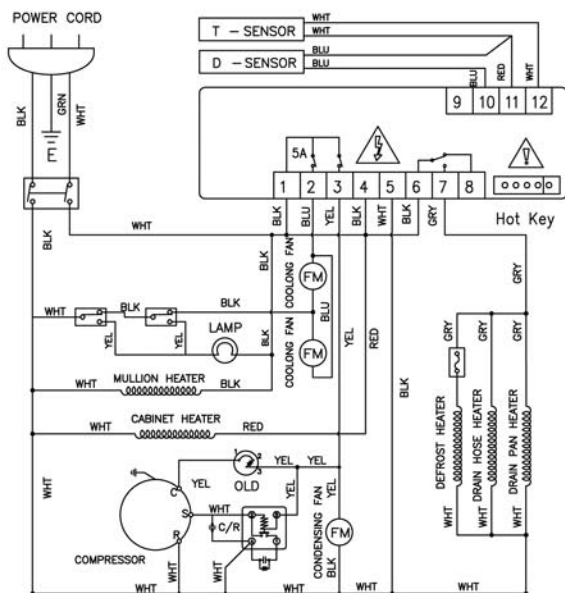 POWER CORD
T - SENSOR
WHT
WHT
BLU
D - SENSOR
BLU
BLU
RED
WHT
9 10 11 12
BLK
GRN
WHT
E
5A
1 2 3 4 5 6 7 8
Hot Key
BLK
BLU
YEL
BLK
WHT
BLK
GRY
BLK
WHT
BLK
COOLONG FAN
FM
BLU
COOLONG FAN
FM
YEL
RED
BLK
GRY
WHT
BLK
BLK
YEL
YEL
LAMP
BLK
GRY
GRY
GRY
MULLION HEATER
WHT
BLK
CABINET HEATER
WHT
RED
DEFROST HEATER
DRAIN HOSE HEATER
DRAIN PAN HEATER
WHT
WHT
WHT
WHT
1
2
3
OLD
YEL
YEL
YEL
YEL
YEL
C
S
R
WHT
C/R
COMPRESSOR
WHT
WHT
CONDENSING FAN
FM
BLK
WHT
WHT
WHT
WHT